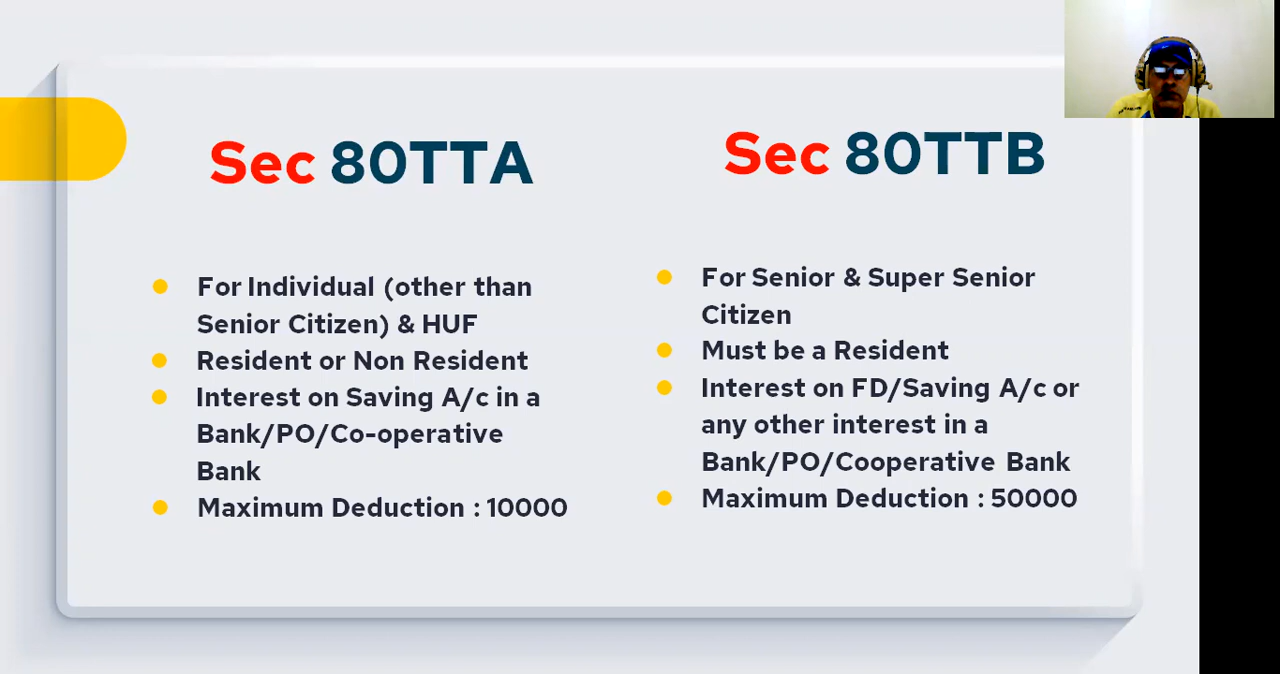 Sec 80TTA
For Individual (other than
Senior Citizen) & HUF
Resident or Non Resident
Interest on Saving A/c in a
Bank/PO/Co-operative
Bank
Maximum Deduction : 10000
Sec 80TTB
For Senior & Super Senior
Citizen
Must be a Resident
Interest on FD/Saving A/c or
any other interest in a
Bank/PO/Cooperative Bank
Maximum Deduction : 50000